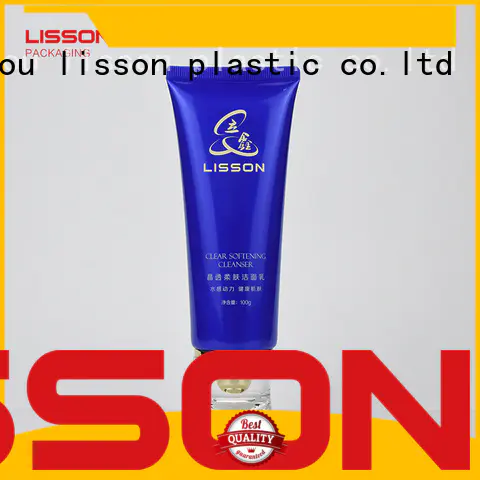 LISSON
PACKAGING
ou lisson plastic co.ltd
LISSON
CLEAR SOFTENING
CLEANSER
晶透柔肤洁面乳
水感动力 健康肌肤
净含量: 100g
SSON
Best
QUALITY
guaranteed